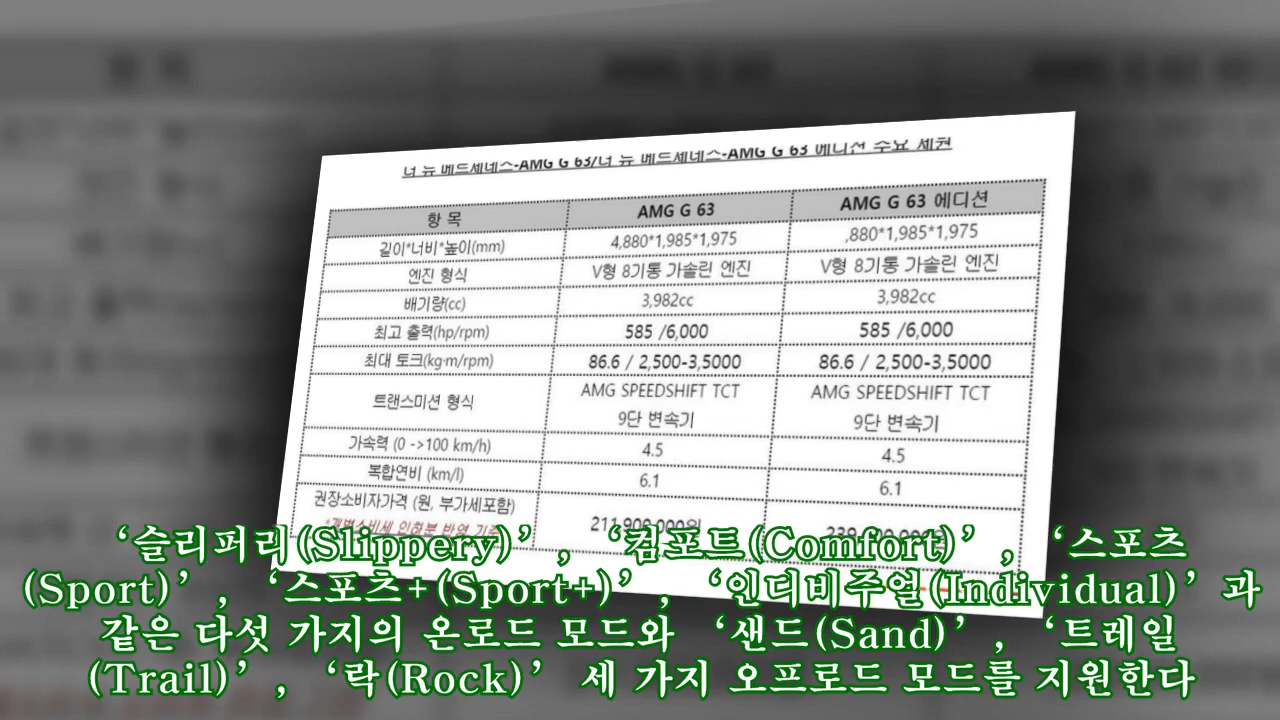 더 뉴 메르세데스-AMG G 63/더 뉴 메르세데스-AMG G 63 에디션 주요 제원
항 목 AMG G 63 AMG G 63 에디션
길이*너비*높이(mm) 4,880*1,985*1,975 ,880*1,985*1,975
엔진 형식 V형 8기통 가솔린 엔진 V형 8기통 가솔린 엔진
배기량(cc) 3,982cc 3,982cc
최고 출력(hp/rpm) 585 /6,000 585 /6,000
최대 토크(kg·m/rpm) 86.6 / 2,500-3,5000 86.6 / 2,500-3,5000
트랜스미션 형식 AMG SPEEDSHIFT TCT AMG SPEEDSHIFT TCT
9단 변속기 9단 변속기
가속력 (0 ->100 km/h) 4.5 4.5
복합연비 (km/l) 6.1 6.1
권장소비자가격 (원, 부가세포함)
‘슬리퍼리(Slippery)’, ‘컴포트(Comfort)’, ‘스포츠
(Sport)’, ‘스포츠+(Sport+)’, ‘인디비주얼(Individual)’과
같은 다섯 가지의 온로드 모드와 ‘샌드(Sand)’, ‘트레일
(Trail)’, ‘락(Rock)’ 세 가지 오프로드 모드를 지원한다